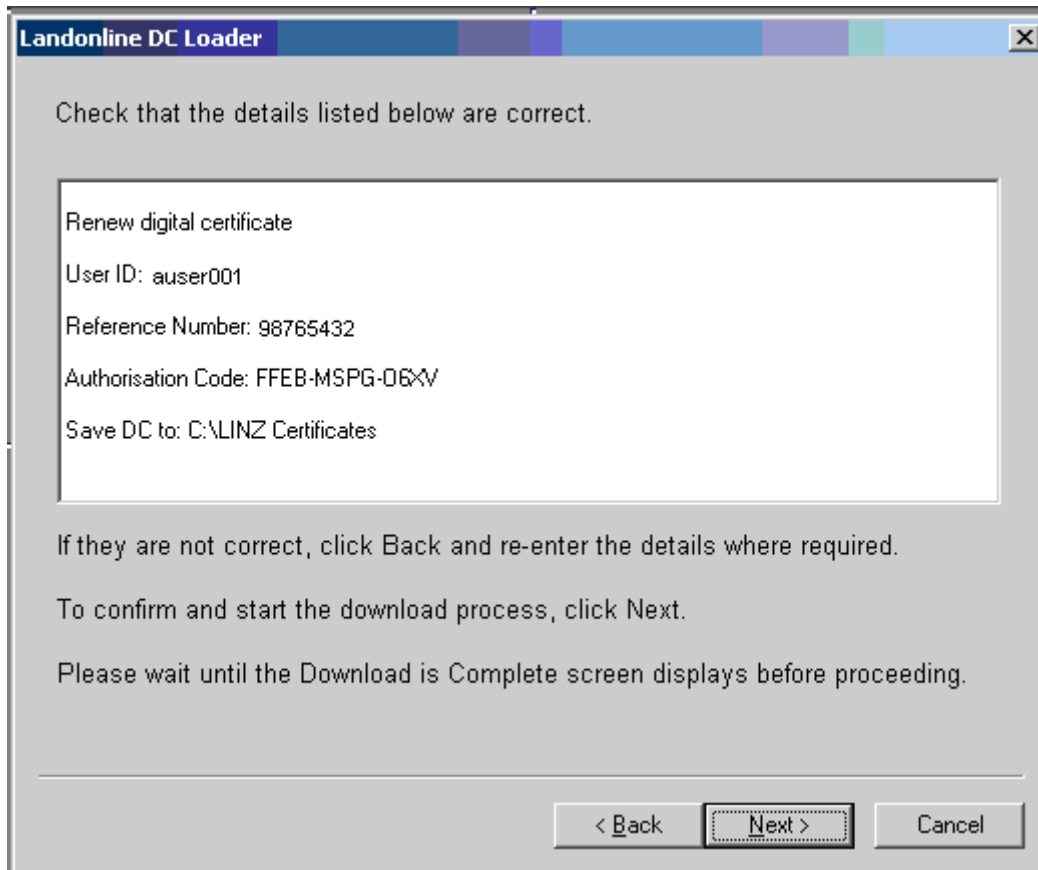 Landonline DC Loader
Check that the details listed below are correct.
Renew digital certificate
User ID: auser001
Reference Number: 98765432
Authorisation Code: FFEB-MSPG-O6XV
Save DC to: C:\LINZ Certificates
If they are not correct, click Back and re-enter the details where required.
To confirm and start the download process, click Next.
Please wait until the Download is Complete screen displays before proceeding.
< Back Next > Cancel